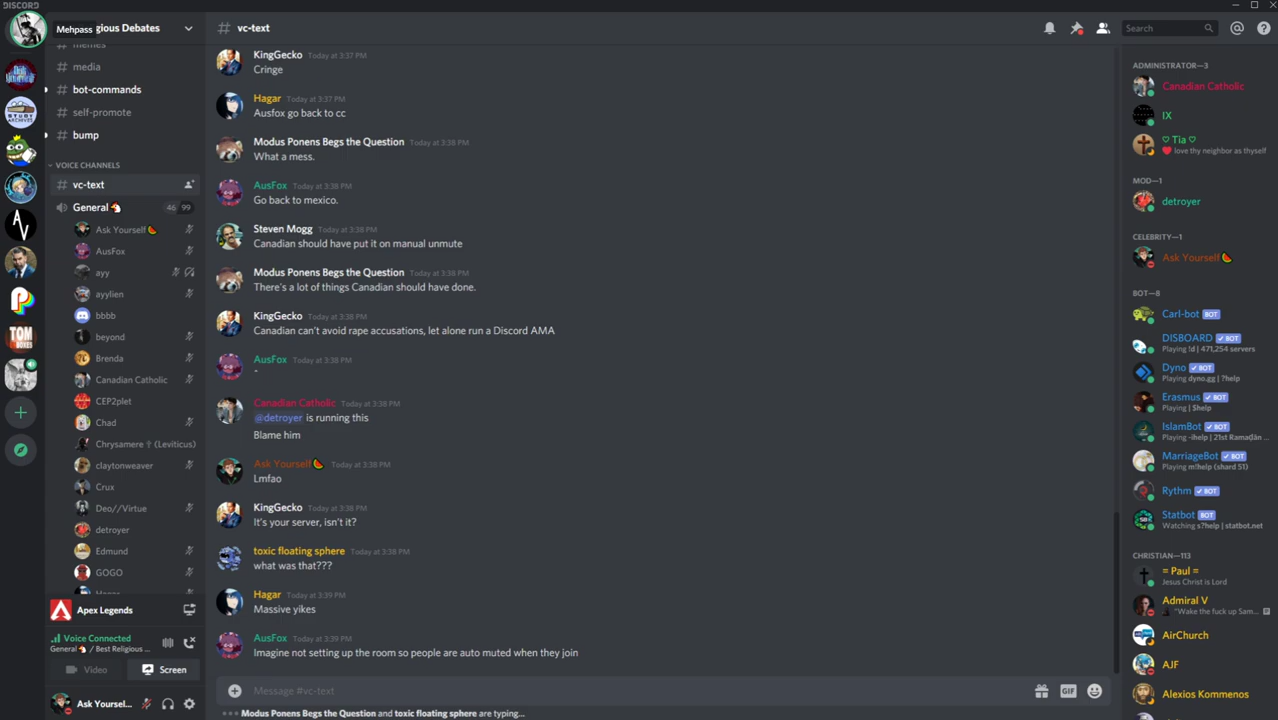 DISCORD
Mehpass
gious Debates
# vc-text
Search
# memes
# media
# bot-commands
# self-promote
# bump
VOICE CHANNELS
# vc-text
General 46 99
Ask Yourself
AusFox
ayy
ayylien
bbbb
beyond
Brenda
Canadian Catholic
CEP2plet
Chad
Chrysamere ✝ (Leviticus)
claytonweaver
Crux
Deo//Virtue
detroyer
Edmund
GOGO
Hagar
Apex Legends
Voice Connected
General / Best Religious ...
Video Screen
Ask Yoursel...
KingGecko Today at 3:37 PM
Cringe
Hagar Today at 3:37 PM
Ausfox go back to cc
Modus Ponens Begs the Question Today at 3:38 PM
What a mess.
AusFox Today at 3:38 PM
Go back to mexico.
Steven Mogg Today at 3:38 PM
Canadian should have put it on manual unmute
Modus Ponens Begs the Question Today at 3:38 PM
There's a lot of things Canadian should have done.
KingGecko Today at 3:38 PM
Canadian can't avoid rape accusations, let alone run a Discord AMA
AusFox Today at 3:38 PM
^
Canadian Catholic Today at 3:38 PM
@detroyer is running this
Blame him
Ask Yourself Today at 3:38 PM
Lmfao
KingGecko Today at 3:38 PM
It's your server, isn't it?
toxic floating sphere Today at 3:38 PM
what was that???
Hagar Today at 3:39 PM
Massive yikes
AusFox Today at 3:39 PM
Imagine not setting up the room so people are auto muted when they join
Message #vc-text
GIF
Modus Ponens Begs the Question and toxic floating sphere are typing...
ADMINISTRATOR—3
Canadian Catholic
IX
♡ Tia ♡
love thy neighbor as thyself
MOD—1
detroyer
CELEBRITY—1
Ask Yourself
BOT—8
Carl-bot BOT
DISBOARD BOT
Playing !d | 471,254 servers
Dyno BOT
Playing dyno.gg | ?help
Erasmus BOT
Playing | $help
IslamBot BOT
Playing -ihelp | 21st Ramaḍān ...
MarriageBot BOT
Playing m!help (shard 51)
Rythm BOT
Statbot BOT
Watching s?help | statbot.net
CHRISTIAN—113
= Paul =
Jesus Christ is Lord
Admiral V
"Wake the fuck up Sam...
AirChurch
AJF
Alexios Kommenos
TOM